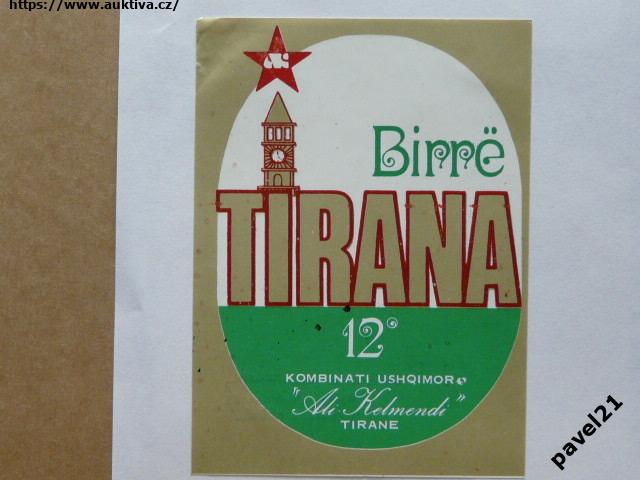 https://www.auktiva.cz/
Birrë
TIRANA
12°
KOMBINATI USHQIMOR
"Ali Kelmendi"
TIRANE
pavel21